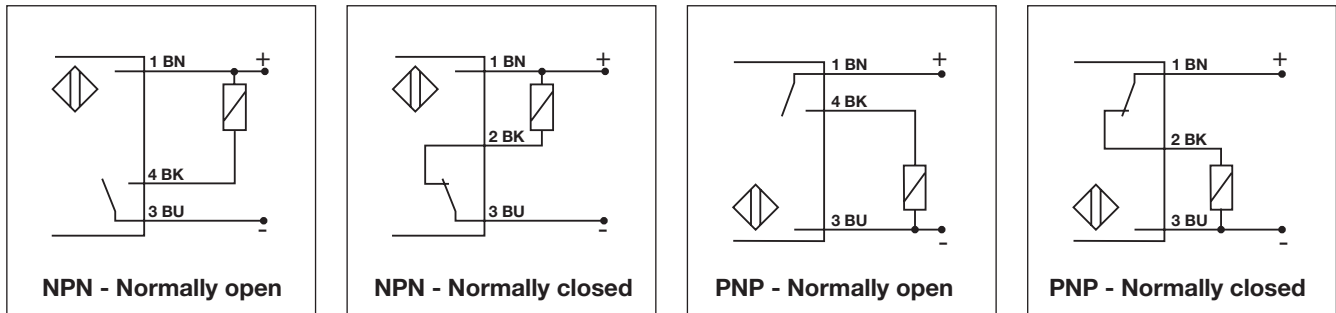 1 BN
+
4 BK
3 BU
-
NPN - Normally open
1 BN
+
2 BK
3 BU
-
NPN - Normally closed
1 BN
+
4 BK
3 BU
-
PNP - Normally open
1 BN
+
2 BK
3 BU
-
PNP - Normally closed